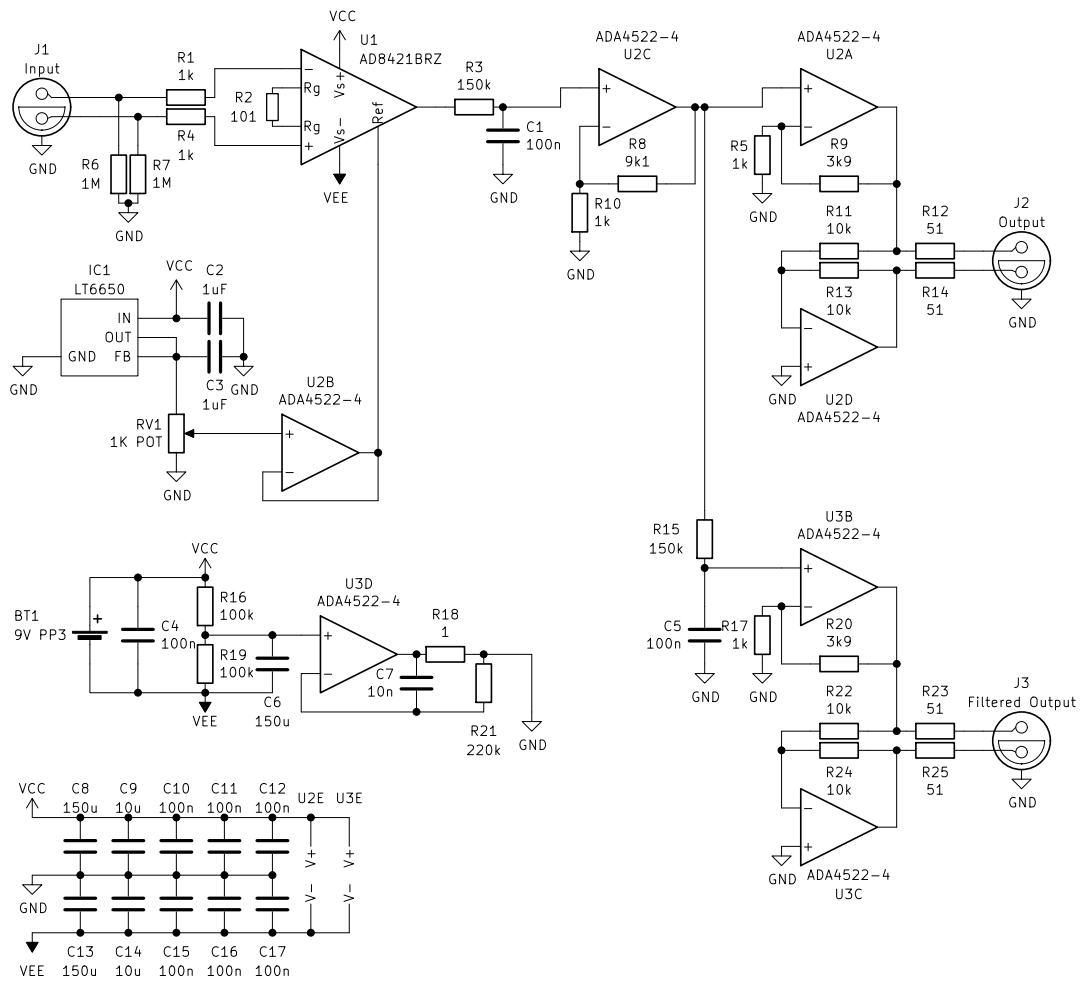 J1
Input
GND
R1
1k
R4
1k
R6
1M
R7
1M
GND
R2
101
VCC
U1
AD8421BRZ
−
Rg
Rg
+
Vs+
Vs−
Ref
VEE
R3
150k
C1
100n
GND
ADA4522-4
U2C
+
−
R8
9k1
R10
1k
GND
ADA4522-4
U2A
+
−
R5
1k
GND
R9
3k9
R11
10k
R12
51
R13
10k
R14
51
J2
Output
GND
−
+
GND
U2D
ADA4522-4
IC1
LT6650
IN
OUT
FB
GND
GND
VCC
C2
1uF
C3
1uF
GND
RV1
1K POT
GND
U2B
ADA4522-4
+
−
R15
150k
C5
100n
GND
U3B
ADA4522-4
+
−
R17
1k
GND
R20
3k9
R22
10k
R23
51
R24
10k
R25
51
J3
Filtered Output
GND
−
+
GND
ADA4522-4
U3C
BT1
9V PP3
+
C4
100n
VCC
R16
100k
R19
100k
VEE
C6
150u
U3D
ADA4522-4
+
−
C7
10n
R18
1
R21
220k
GND
VCC
C8
150u
C9
10u
C10
100n
C11
100n
C12
100n
U2E
U3E
V+
V+
V−
V−
GND
VEE
C13
150u
C14
10u
C15
100n
C16
100n
C17
100n